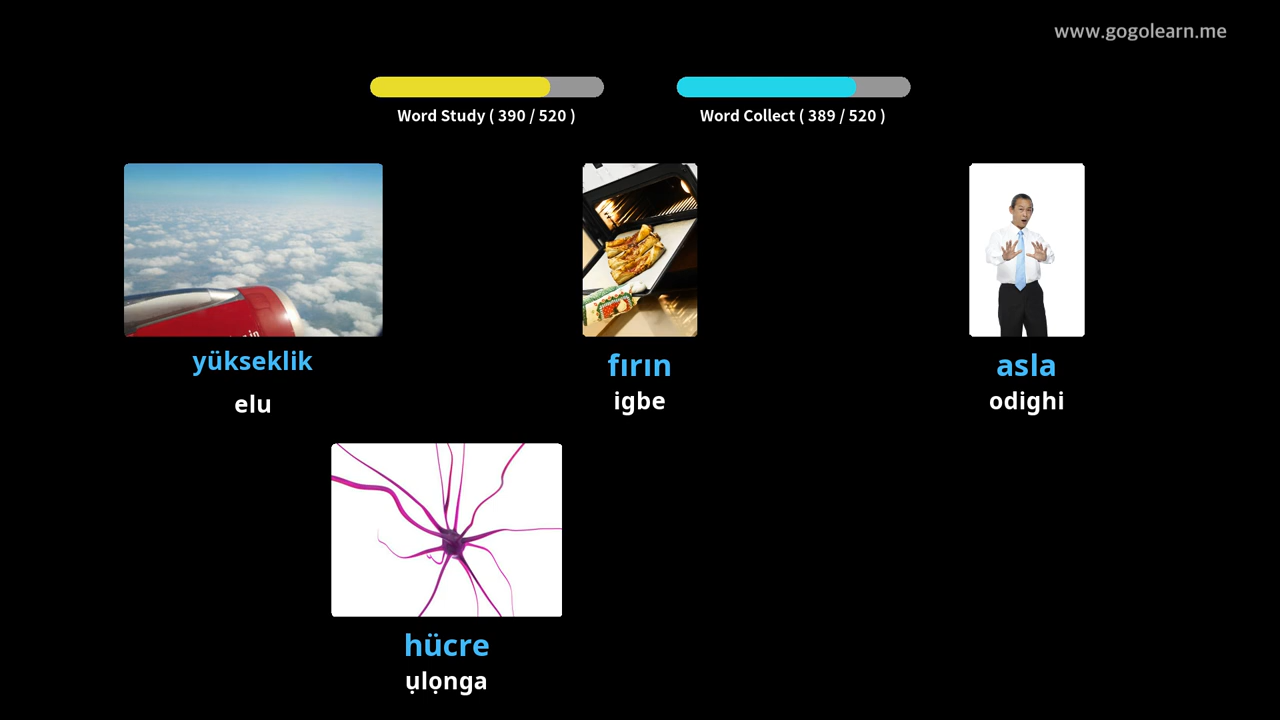 www.gogolearn.me
Word Study ( 390 / 520 )
Word Collect ( 389 / 520 )
yükseklik
elu
fırın
igbe
asla
odighi
hücre
ụlọnga